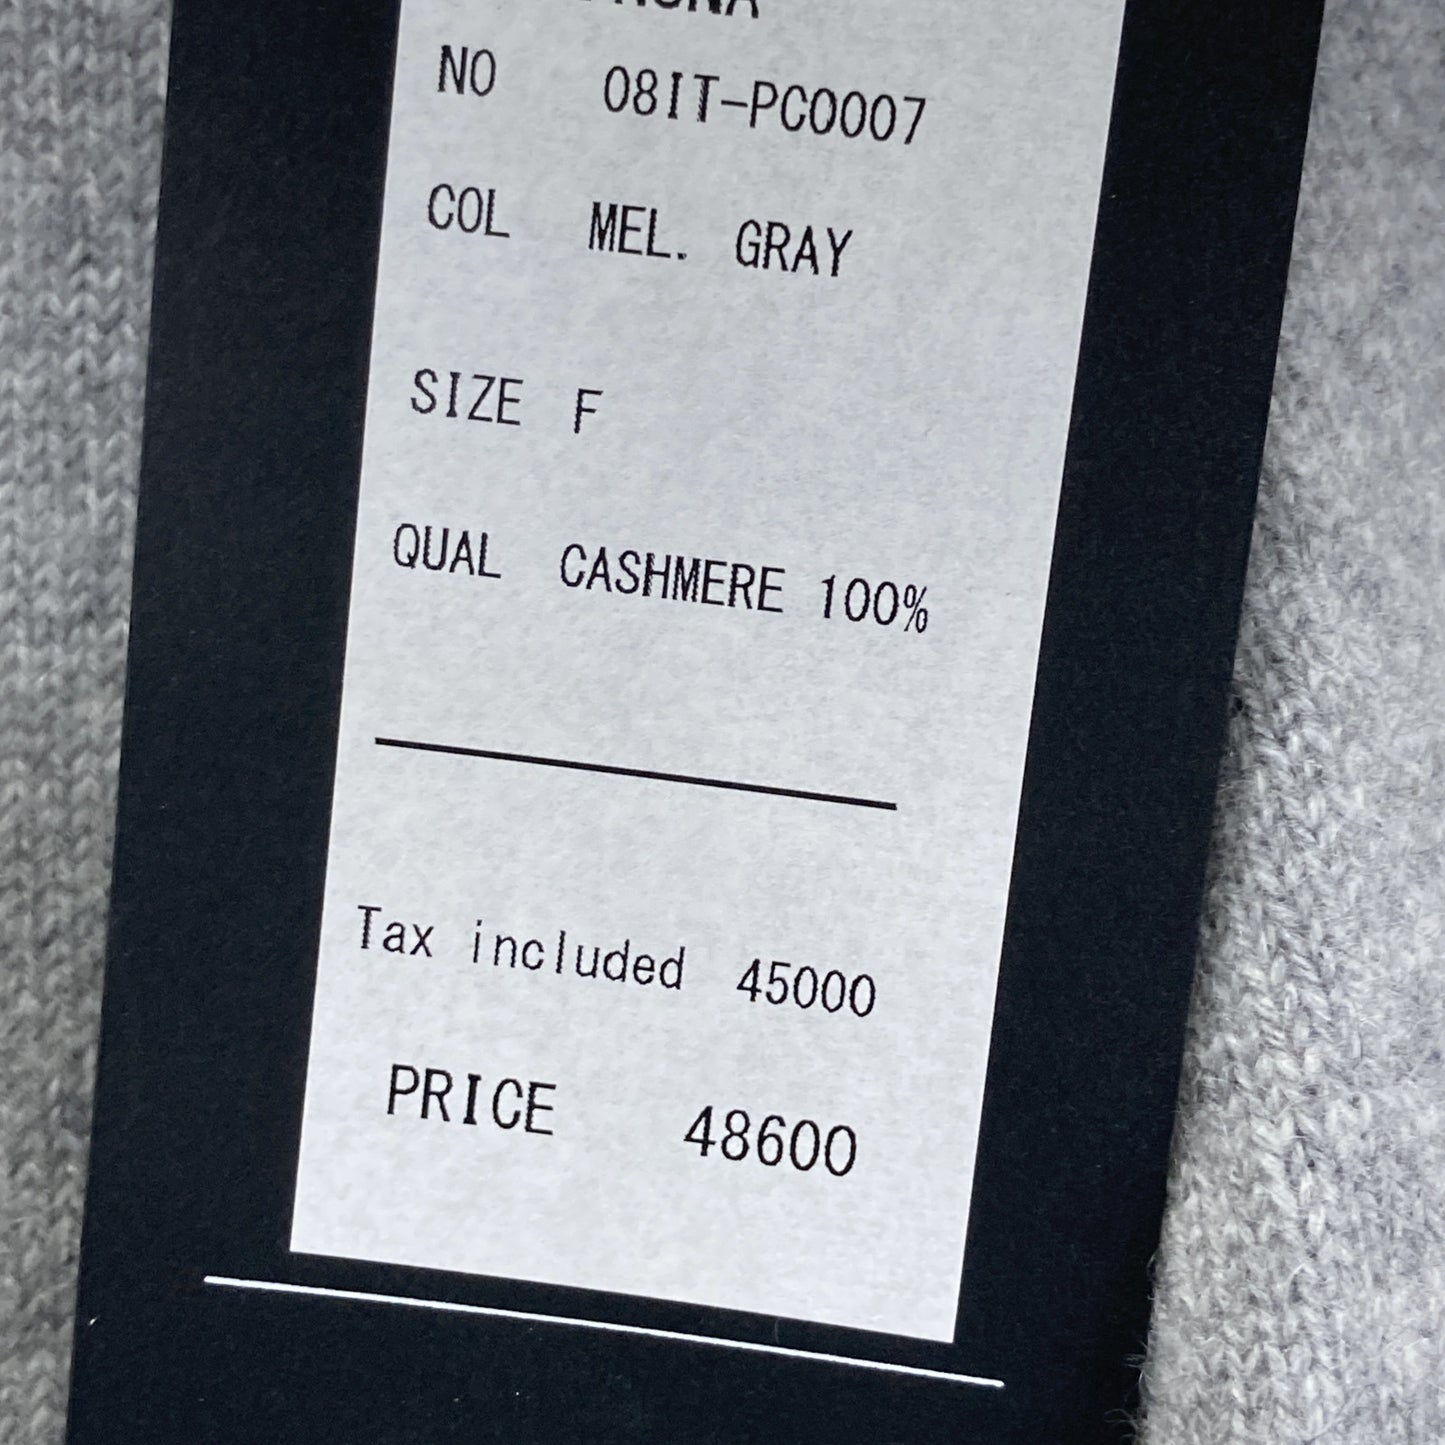 NO 08IT-PC0007
COL MEL. GRAY
SIZE F
QUAL CASHMERE 100%
Tax included 45000
PRICE 48600